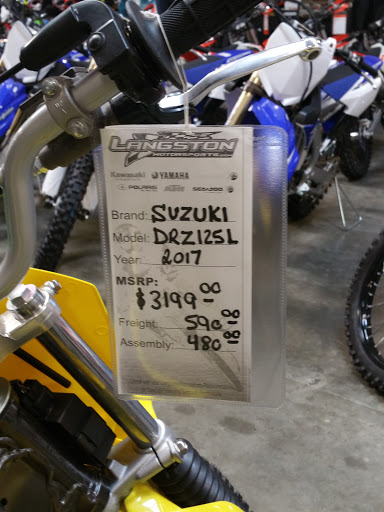 LANGSTON
MOTORSPORTS
Kawasaki YAMAHA
POLARIS KTM SEA-DOO
Brand: SUZUKI
Model: DRZ125L
Year: 2017
MSRP:
$3199.00
Freight: 590.00
Assembly: 480.00